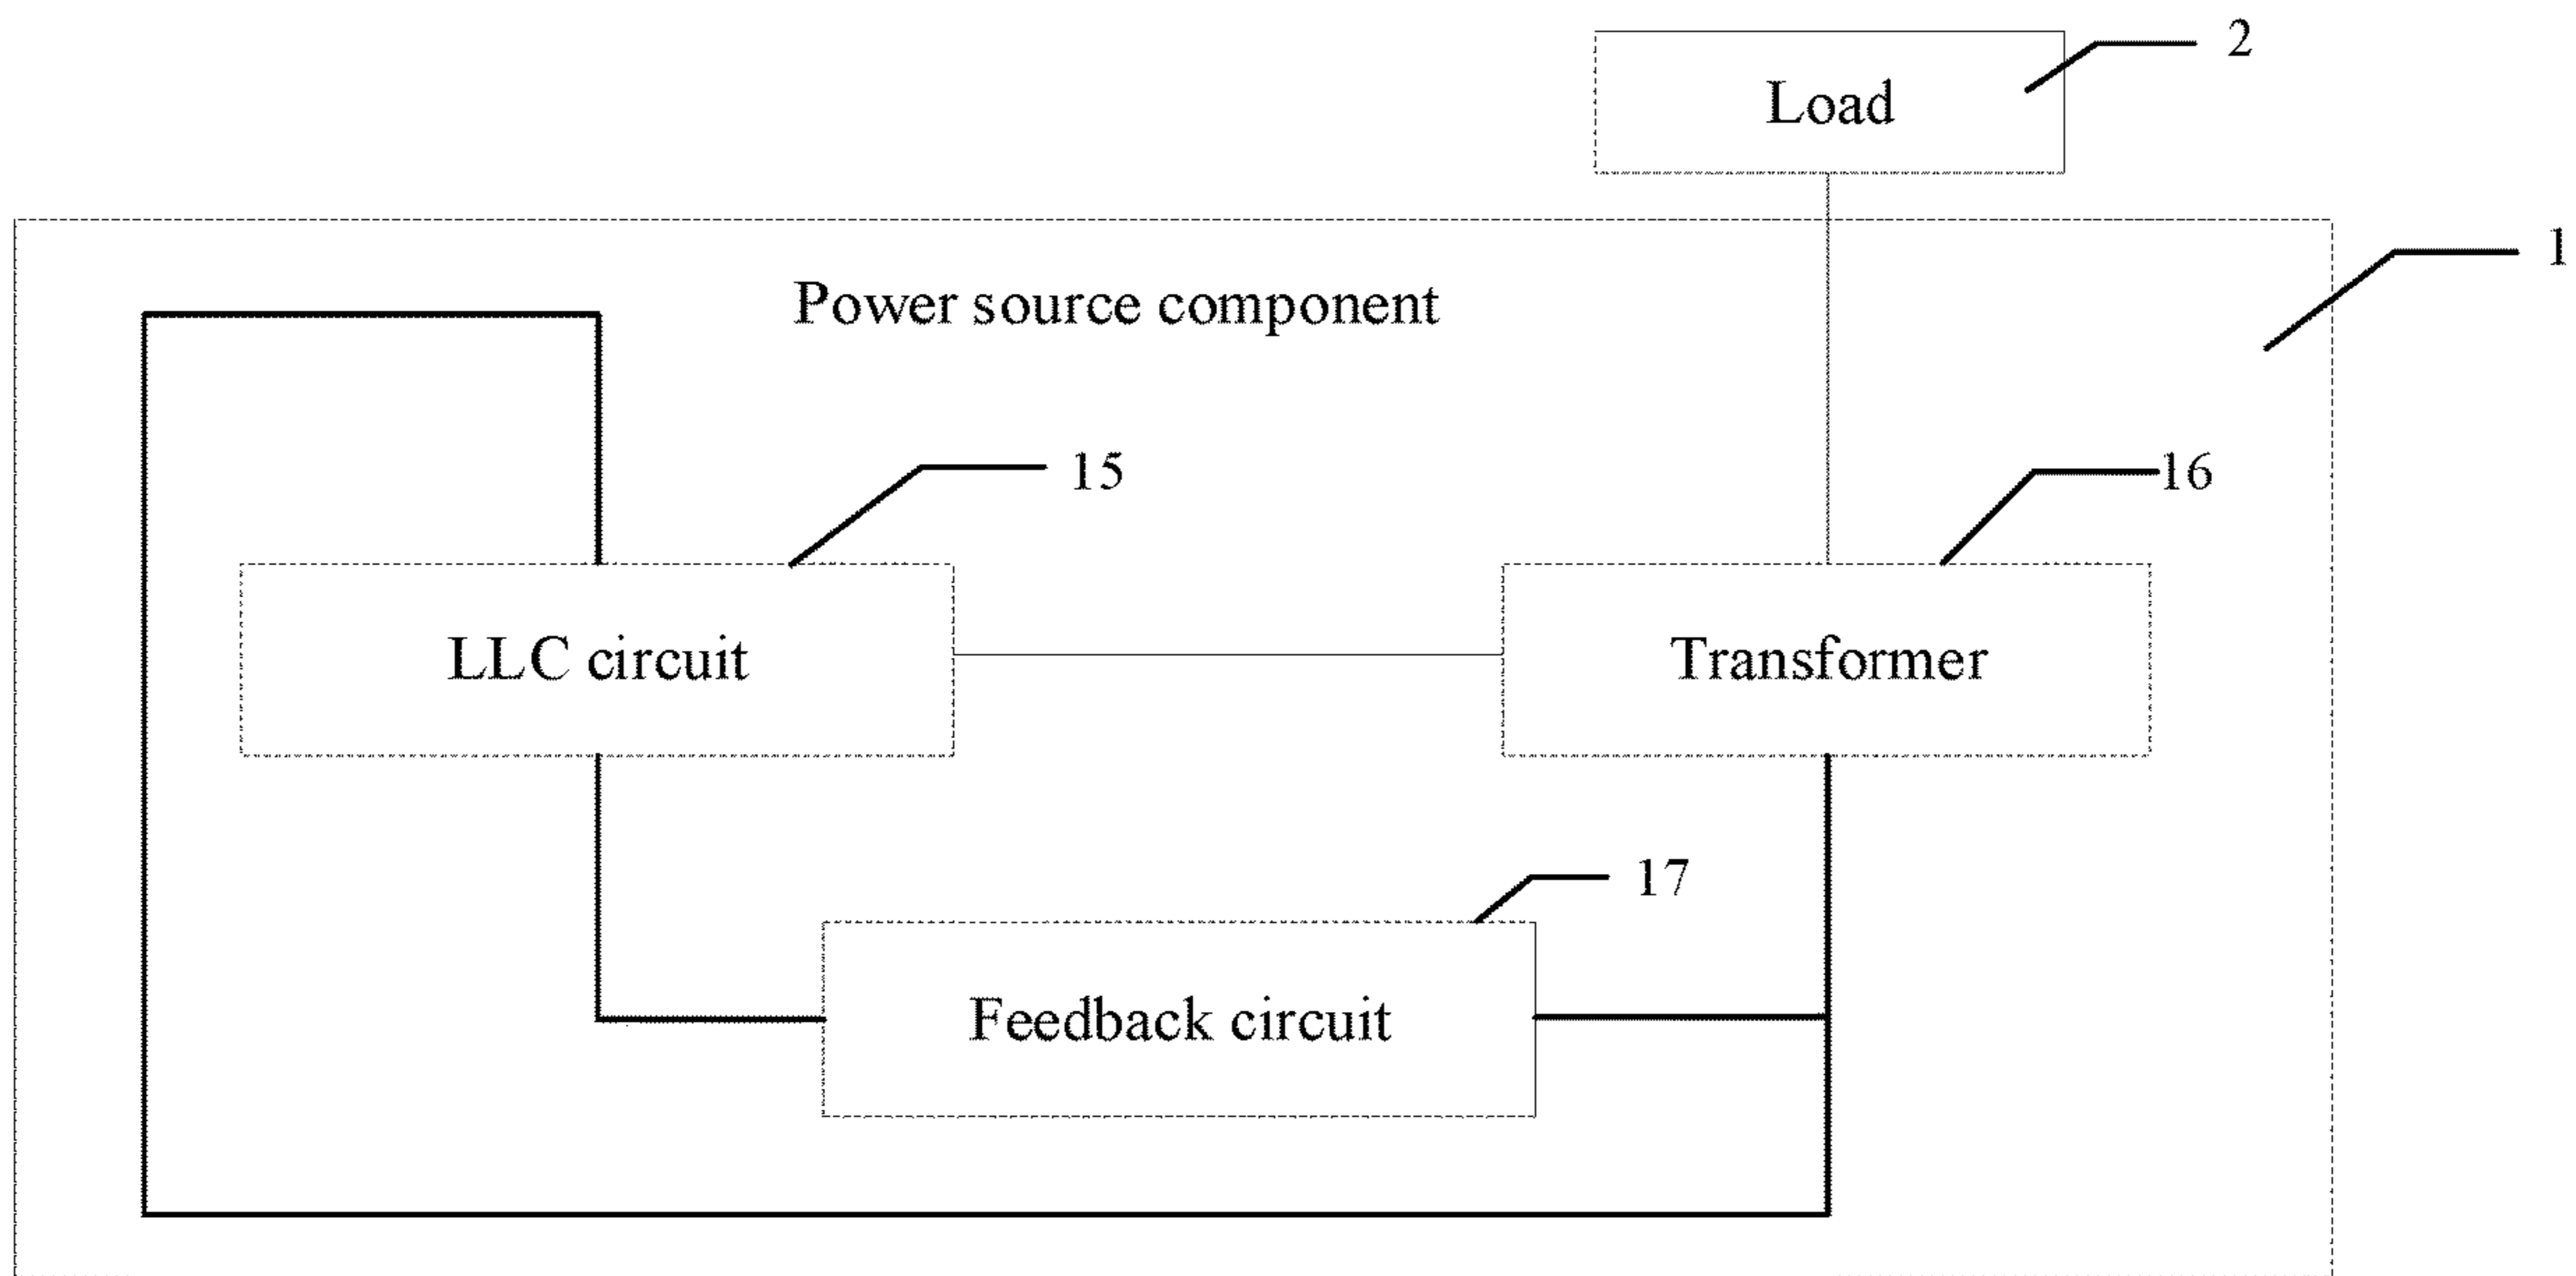 2
Load
1
Power source component
15
16
LLC circuit
Transformer
17
Feedback circuit